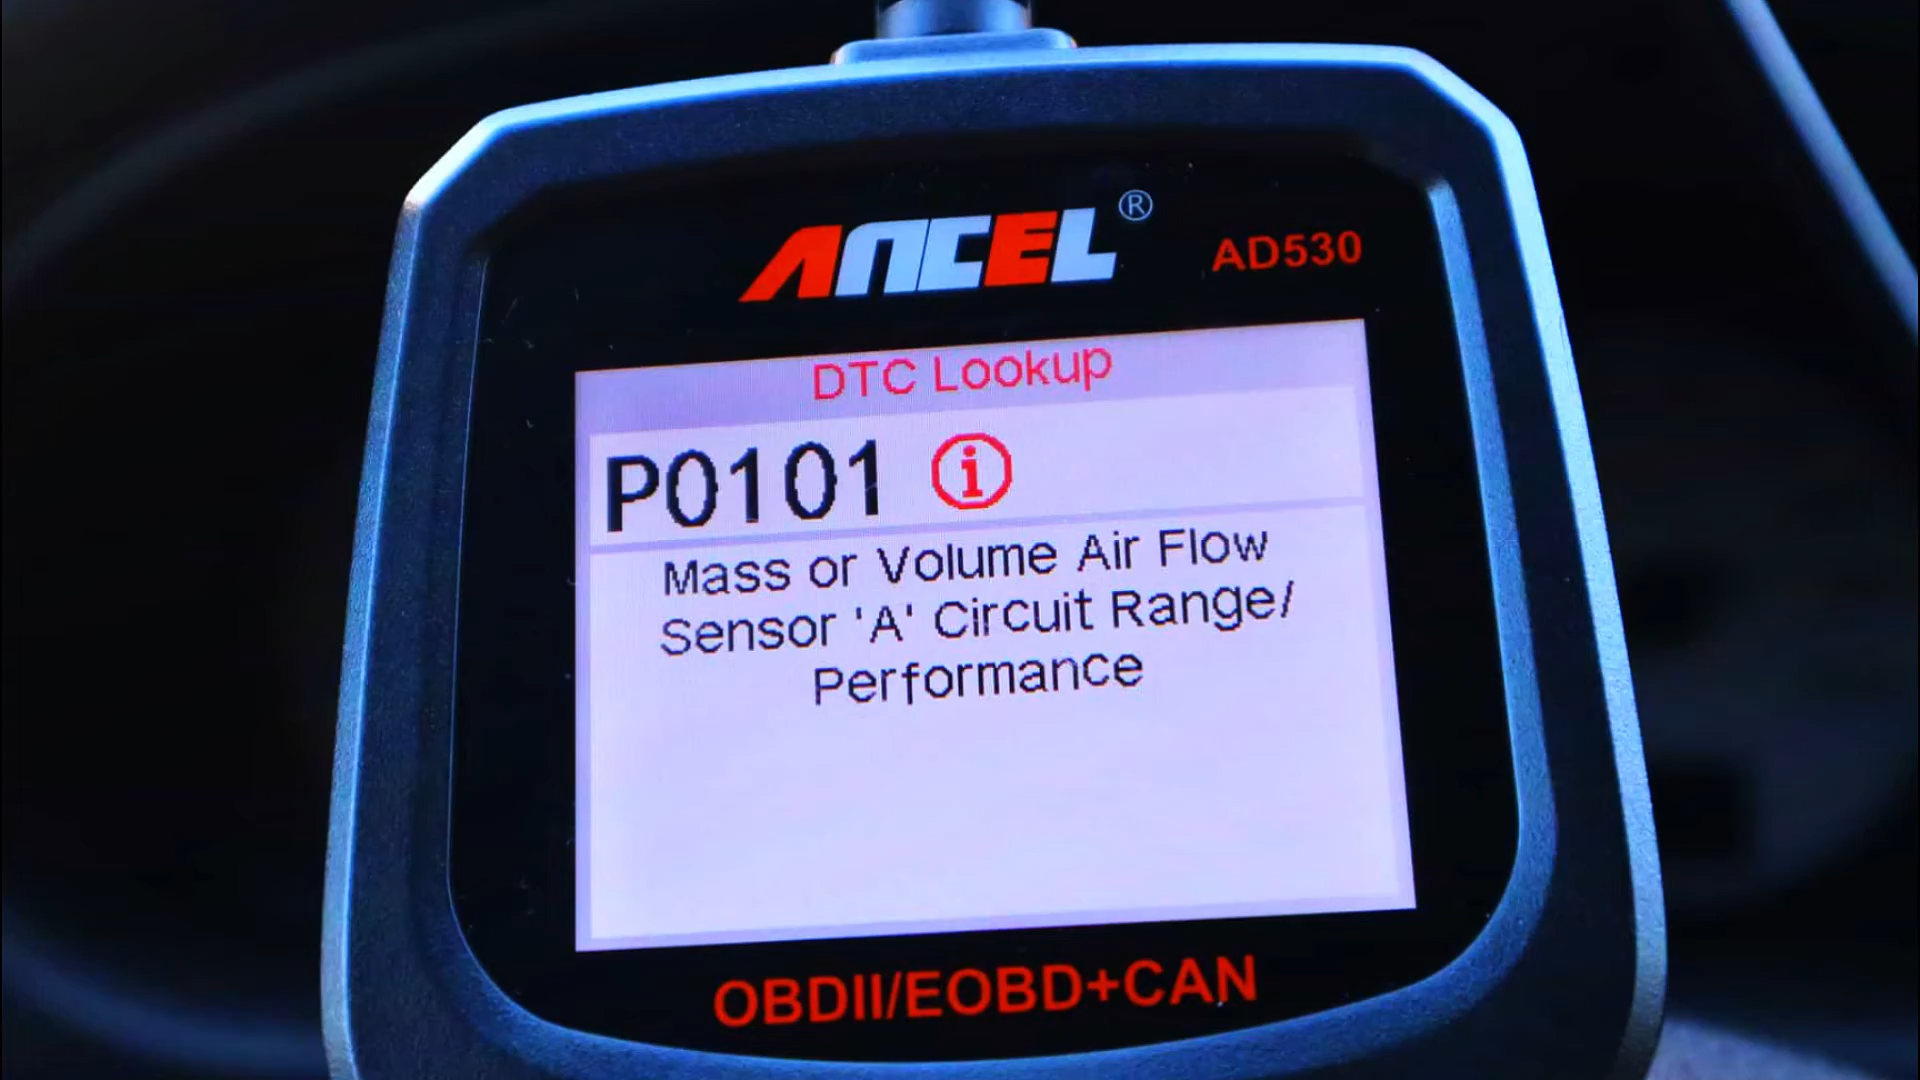 ANCEL®
AD530
DTC Lookup
P0101 i
Mass or Volume Air Flow
Sensor 'A' Circuit Range/
Performance
OBDII/EOBD+CAN